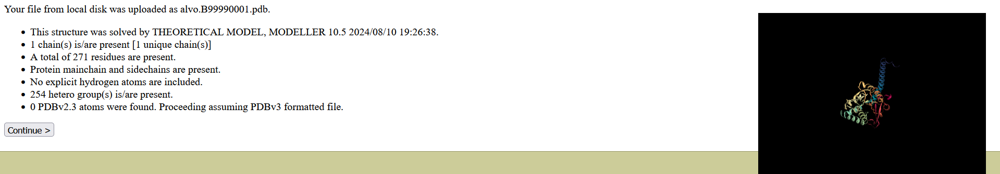 Your file from local disk was uploaded as alvo.B99990001.pdb.
This structure was solved by THEORETICAL MODEL, MODELLER 10.5 2024/08/10 19:26:38.
1 chain(s) is/are present [1 unique chain(s)]
A total of 271 residues are present.
Protein mainchain and sidechains are present.
No explicit hydrogen atoms are included.
254 hetero group(s) is/are present.
0 PDBv2.3 atoms were found. Proceeding assuming PDBv3 formatted file.
Continue >